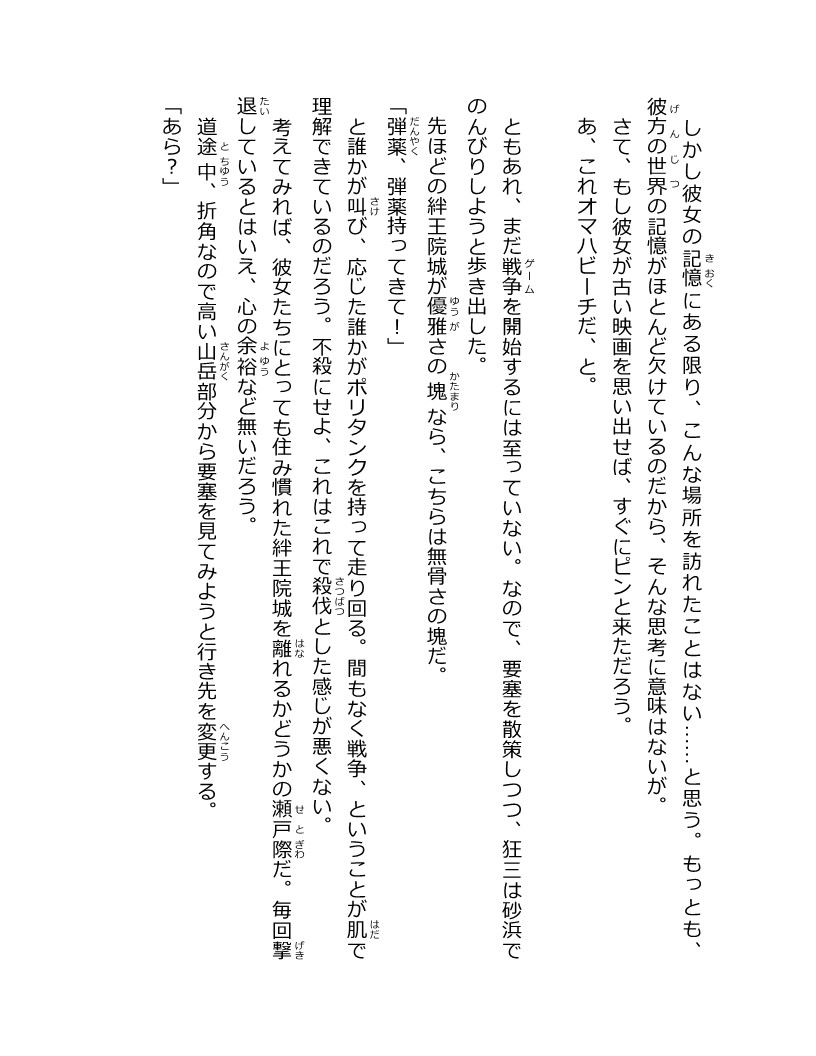 しかし彼女の記憶にある限り、こんな場所を訪れたことはない……と思う。もっとも、
彼方の世界の記憶がほとんど欠けているのだから、そんな思考に意味はないが。
さて、もし彼女が古い映画を思い出せば、すぐにピンと来ただろう。
あ、これオマハビーチだ、と。
ともあれ、まだ戦争を開始するには至っていない。なので、要塞を散策しつつ、狂三は砂浜で
のんびりしようと歩き出した。
先ほどの絆王院城が優雅さの塊なら、こちらは無骨さの塊だ。
「弾薬、弾薬持ってきて！」
と誰かが叫び、応じた誰かがポリタンクを持って走り回る。間もなく戦争、ということが肌で
理解できているのだろう。不殺にせよ、これはこれで殺伐とした感じが悪くない。
考えてみれば、彼女たちにとっても住み慣れた絆王院城を離れるかどうかの瀬戸際だ。毎回撃
退しているとはいえ、心の余裕など無いだろう。
道途中、折角なので高い山岳部分から要塞を見てみようと行き先を変更する。
「あら？」